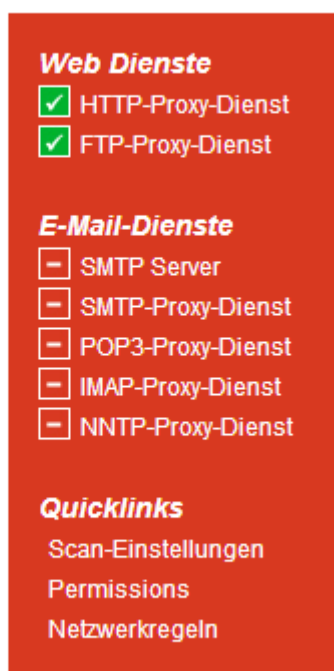 Web Dienste
HTTP-Proxy-Dienst
FTP-Proxy-Dienst
E-Mail-Dienste
SMTP Server
SMTP-Proxy-Dienst
POP3-Proxy-Dienst
IMAP-Proxy-Dienst
NNTP-Proxy-Dienst
Quicklinks
Scan-Einstellungen
Permissions
Netzwerkregeln